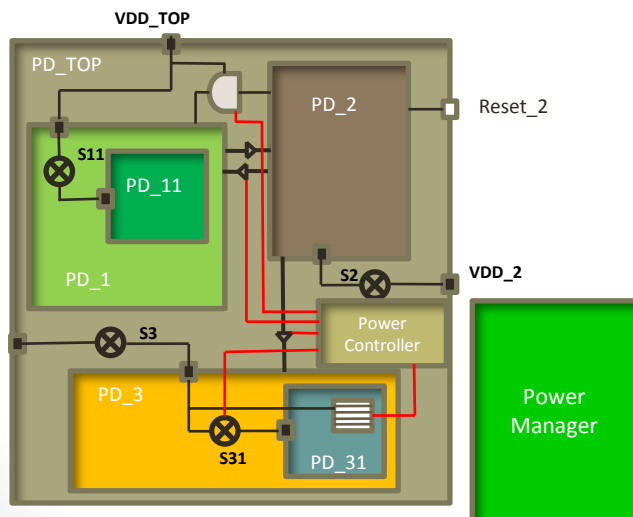 VDD_TOP
PD_TOP
PD_2
Reset_2
S11
PD_11
PD_1
S2
VDD_2
S3
Power
Controller
PD_3
Power
Manager
S31
PD_31